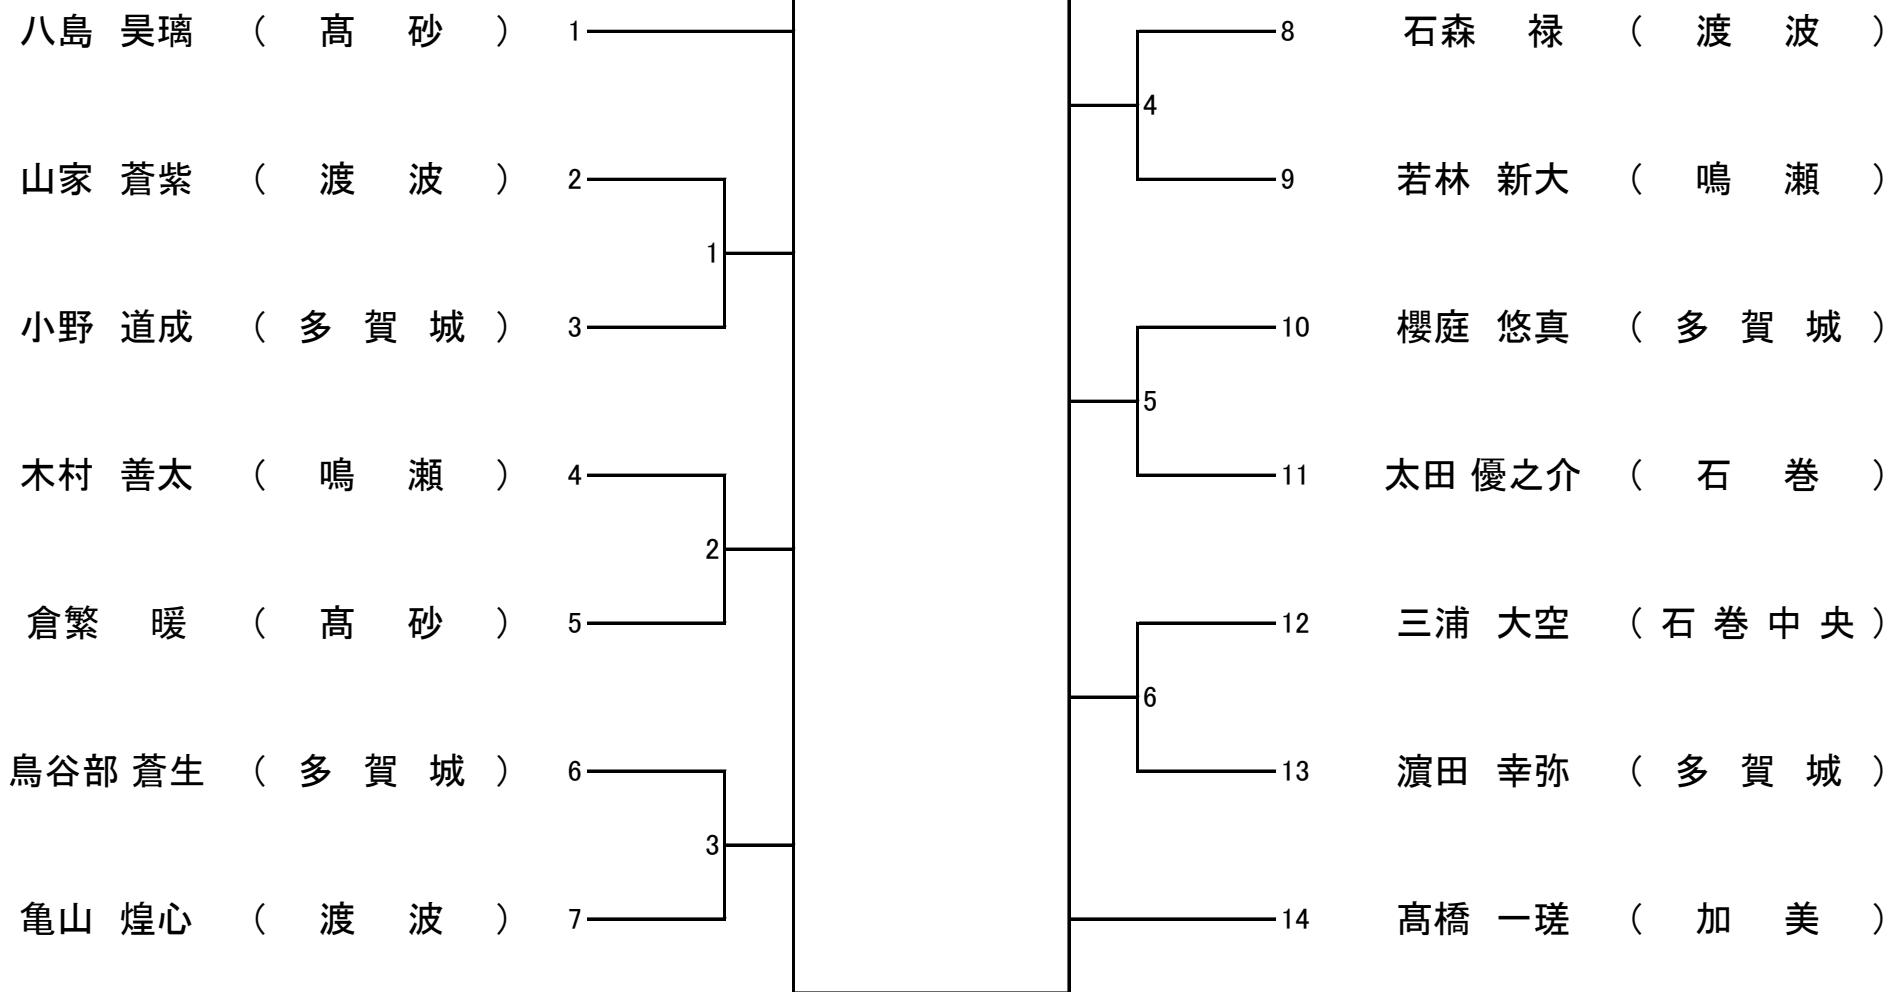 八島 昊璃 （ 髙 砂 ） 1
山家 蒼紫 （ 渡 波 ） 2
1
小野 道成 （ 多 賀 城 ） 3
木村 善太 （ 鳴 瀬 ） 4
2
倉繁 暖 （ 髙 砂 ） 5
鳥谷部 蒼生 （ 多 賀 城 ） 6
3
亀山 煌心 （ 渡 波 ） 7
8 石森 禄 （ 渡 波 ）
4
9 若林 新大 （ 鳴 瀬 ）
10 櫻庭 悠真 （ 多 賀 城 ）
5
11 太田 優之介 （ 石 巻 ）
12 三浦 大空 （ 石 巻 中 央 ）
6
13 濵田 幸弥 （ 多 賀 城 ）
14 髙橋 一瑳 （ 加 美 ）